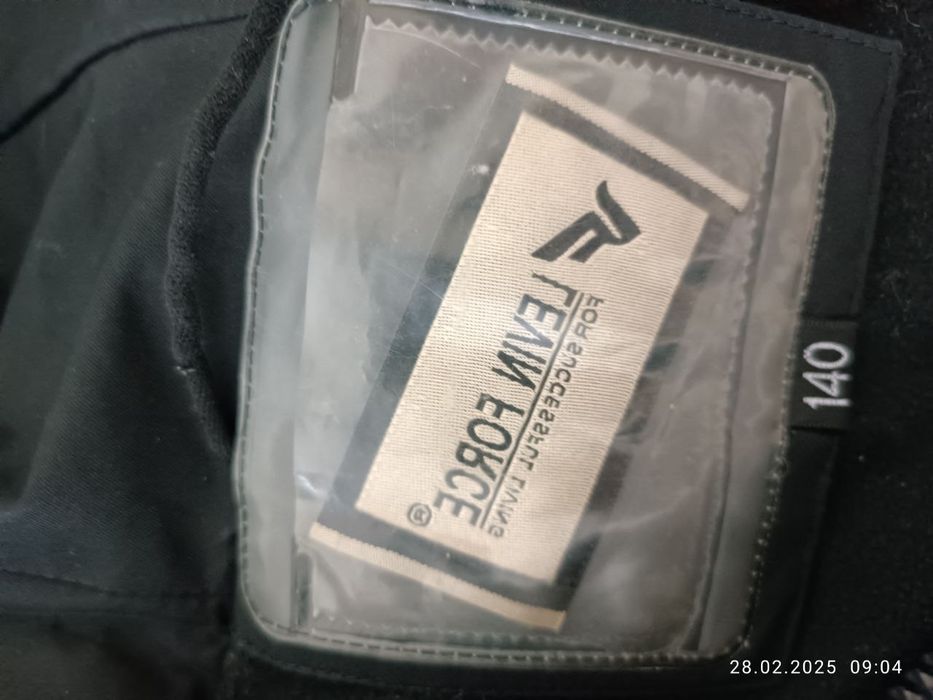 LEVIN FORCE®
FOR SUCCESSFUL LIVING
140
28.02.2025 09:04